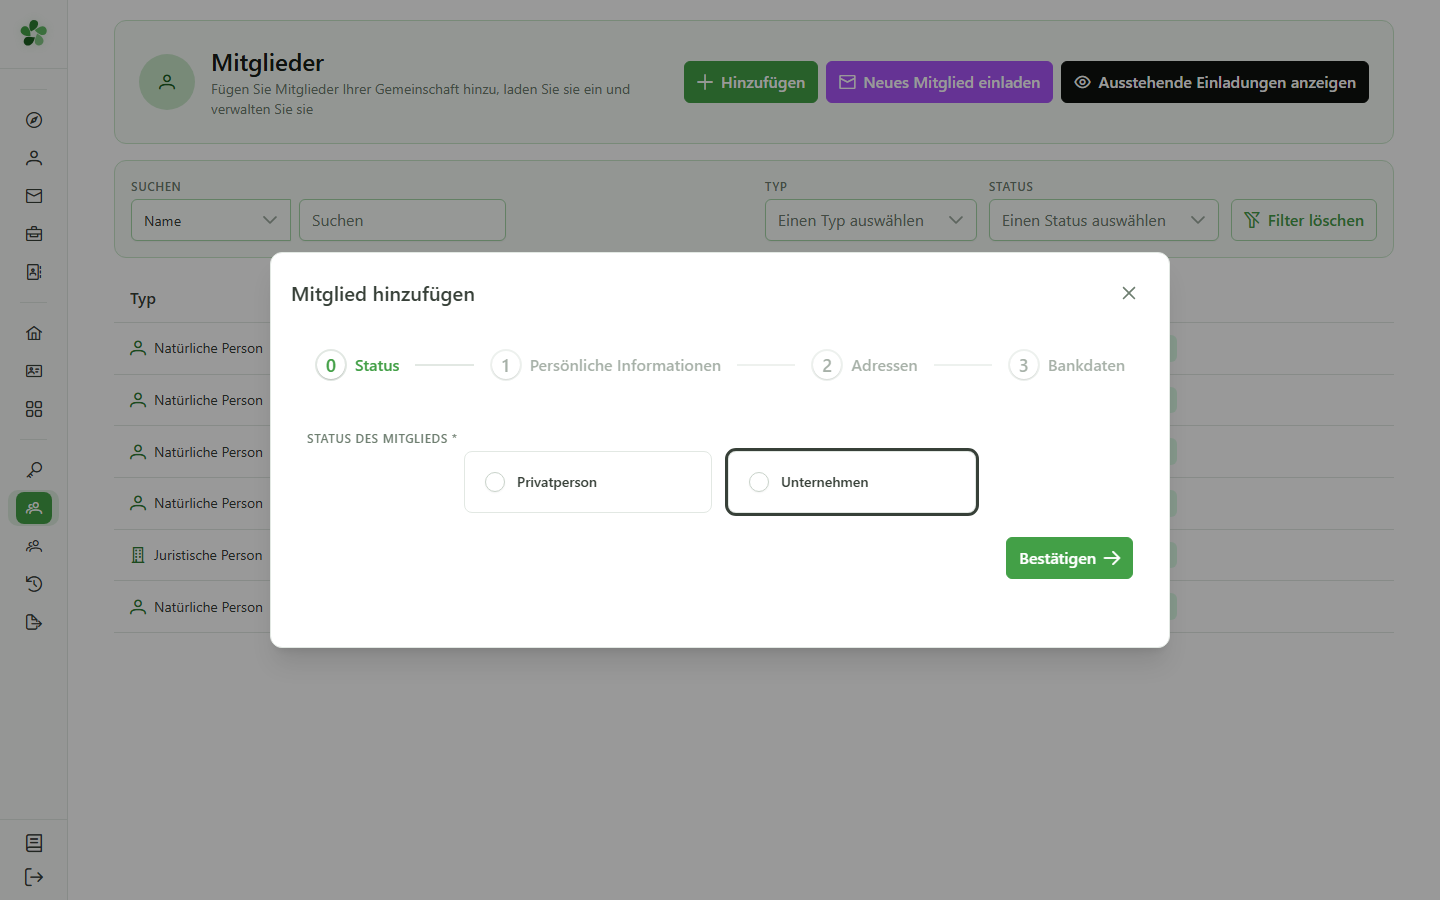 Mitglieder
Fügen Sie Mitglieder Ihrer Gemeinschaft hinzu, laden Sie sie ein und
verwalten Sie sie
Hinzufügen
Neues Mitglied einladen
Ausstehende Einladungen anzeigen
SUCHEN
TYP
STATUS
Name
Suchen
Einen Typ auswählen
Einen Status auswählen
Filter löschen
Typ
Natürliche Person
Natürliche Person
Natürliche Person
Natürliche Person
Juristische Person
Natürliche Person
Mitglied hinzufügen
0 Status
1 Persönliche Informationen
2 Adressen
3 Bankdaten
STATUS DES MITGLIEDS *
Privatperson
Unternehmen
Bestätigen